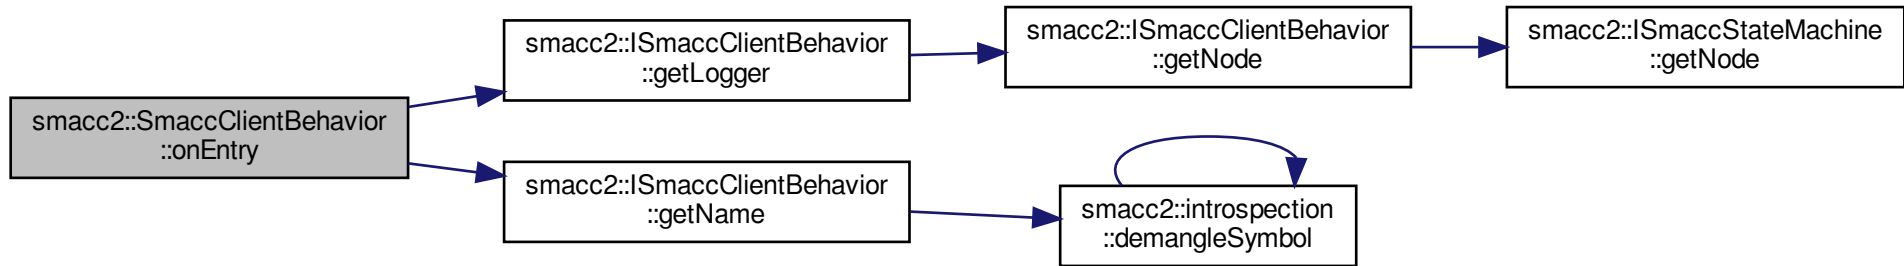 smacc2::SmaccClientBehavior
::onEntry
smacc2::ISmaccClientBehavior
::getLogger
smacc2::ISmaccClientBehavior
::getNode
smacc2::ISmaccStateMachine
::getNode
smacc2::ISmaccClientBehavior
::getName
smacc2::introspection
::demangleSymbol